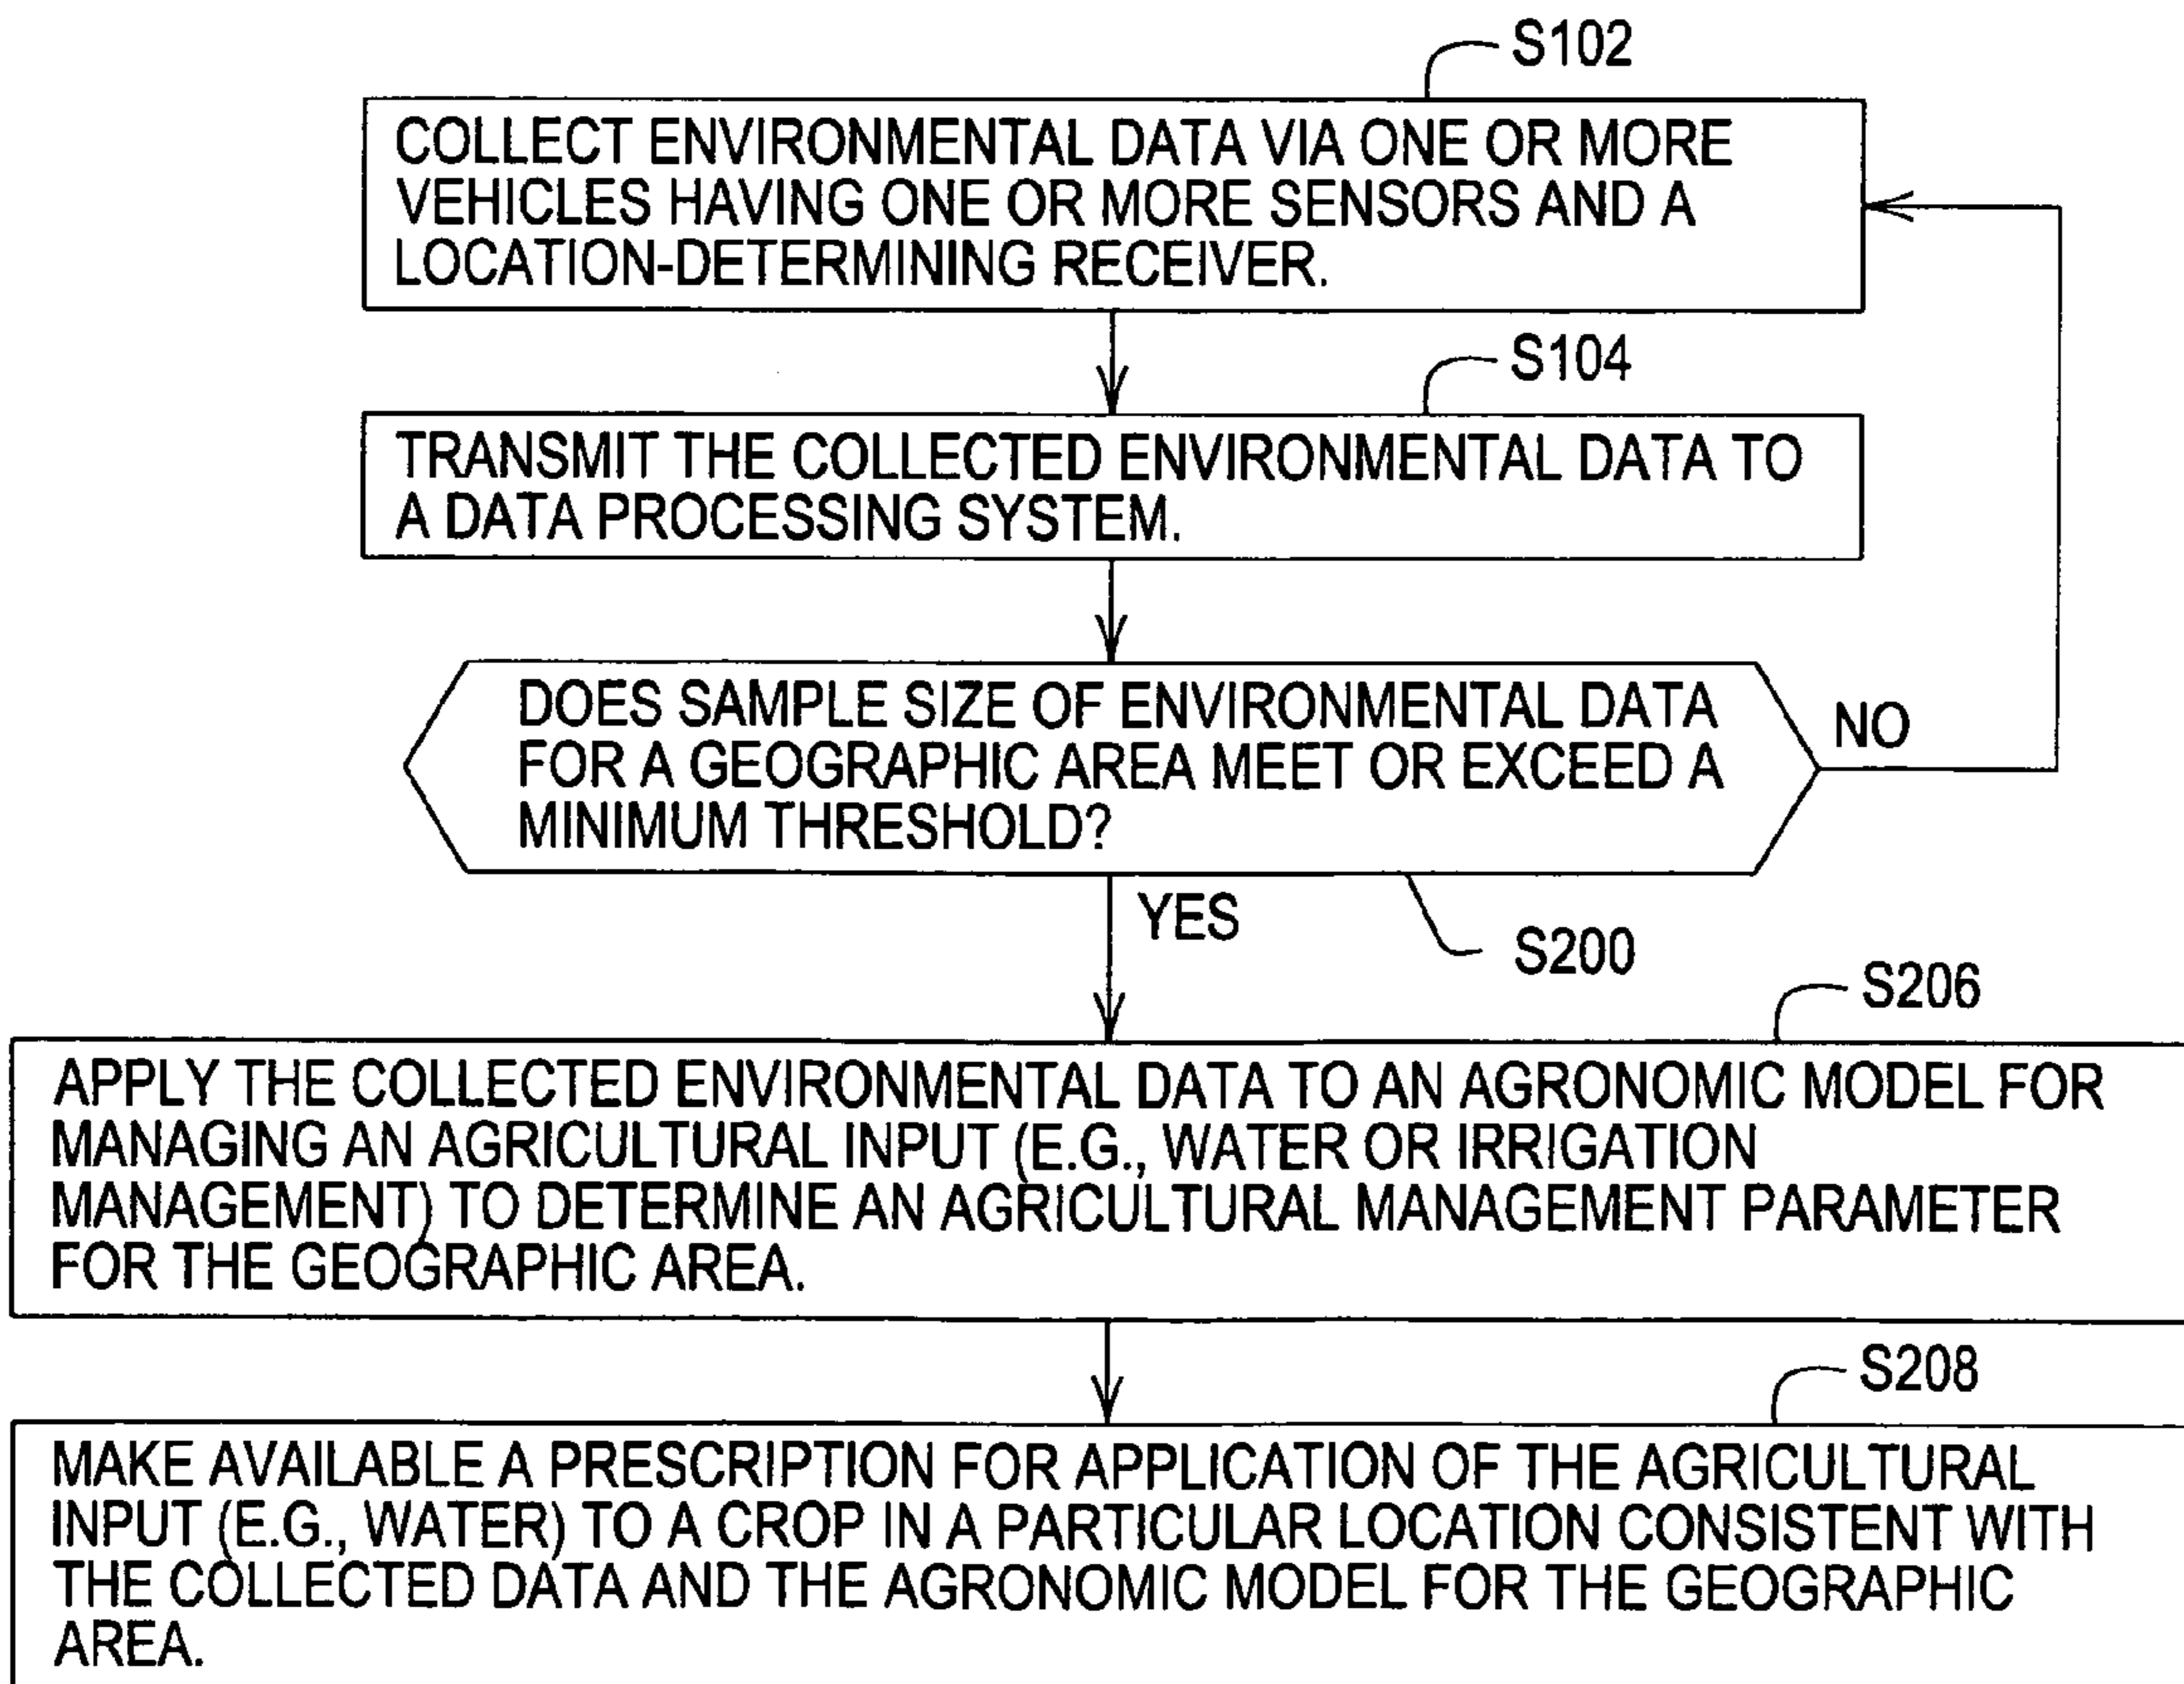 S102
COLLECT ENVIRONMENTAL DATA VIA ONE OR MORE
VEHICLES HAVING ONE OR MORE SENSORS AND A
LOCATION-DETERMINING RECEIVER.
S104
TRANSMIT THE COLLECTED ENVIRONMENTAL DATA TO
A DATA PROCESSING SYSTEM.
DOES SAMPLE SIZE OF ENVIRONMENTAL DATA
FOR A GEOGRAPHIC AREA MEET OR EXCEED A
MINIMUM THRESHOLD?
NO
YES
S200
S206
APPLY THE COLLECTED ENVIRONMENTAL DATA TO AN AGRONOMIC MODEL FOR
MANAGING AN AGRICULTURAL INPUT (E.G., WATER OR IRRIGATION
MANAGEMENT) TO DETERMINE AN AGRICULTURAL MANAGEMENT PARAMETER
FOR THE GEOGRAPHIC AREA.
S208
MAKE AVAILABLE A PRESCRIPTION FOR APPLICATION OF THE AGRICULTURAL
INPUT (E.G., WATER) TO A CROP IN A PARTICULAR LOCATION CONSISTENT WITH
THE COLLECTED DATA AND THE AGRONOMIC MODEL FOR THE GEOGRAPHIC
AREA.